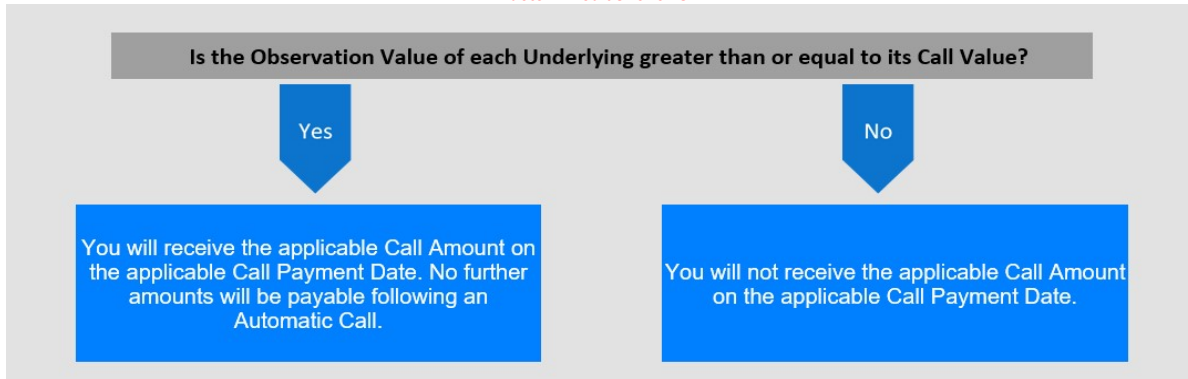 Is the Observation Value of each Underlying greater than or equal to its Call Value?
Yes
No
You will receive the applicable Call Amount on
the applicable Call Payment Date. No further
amounts will be payable following an
Automatic Call.
You will not receive the applicable Call Amount
on the applicable Call Payment Date.